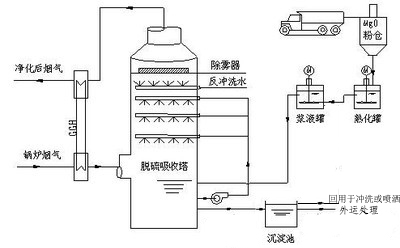 MgO
粉仓
净化后烟气
除雾器
反冲洗水
M
M
GGH
浆液罐
熟化罐
锅炉烟气
脱硫吸收塔
回用于冲洗或喷洒
外运处理
沉淀池